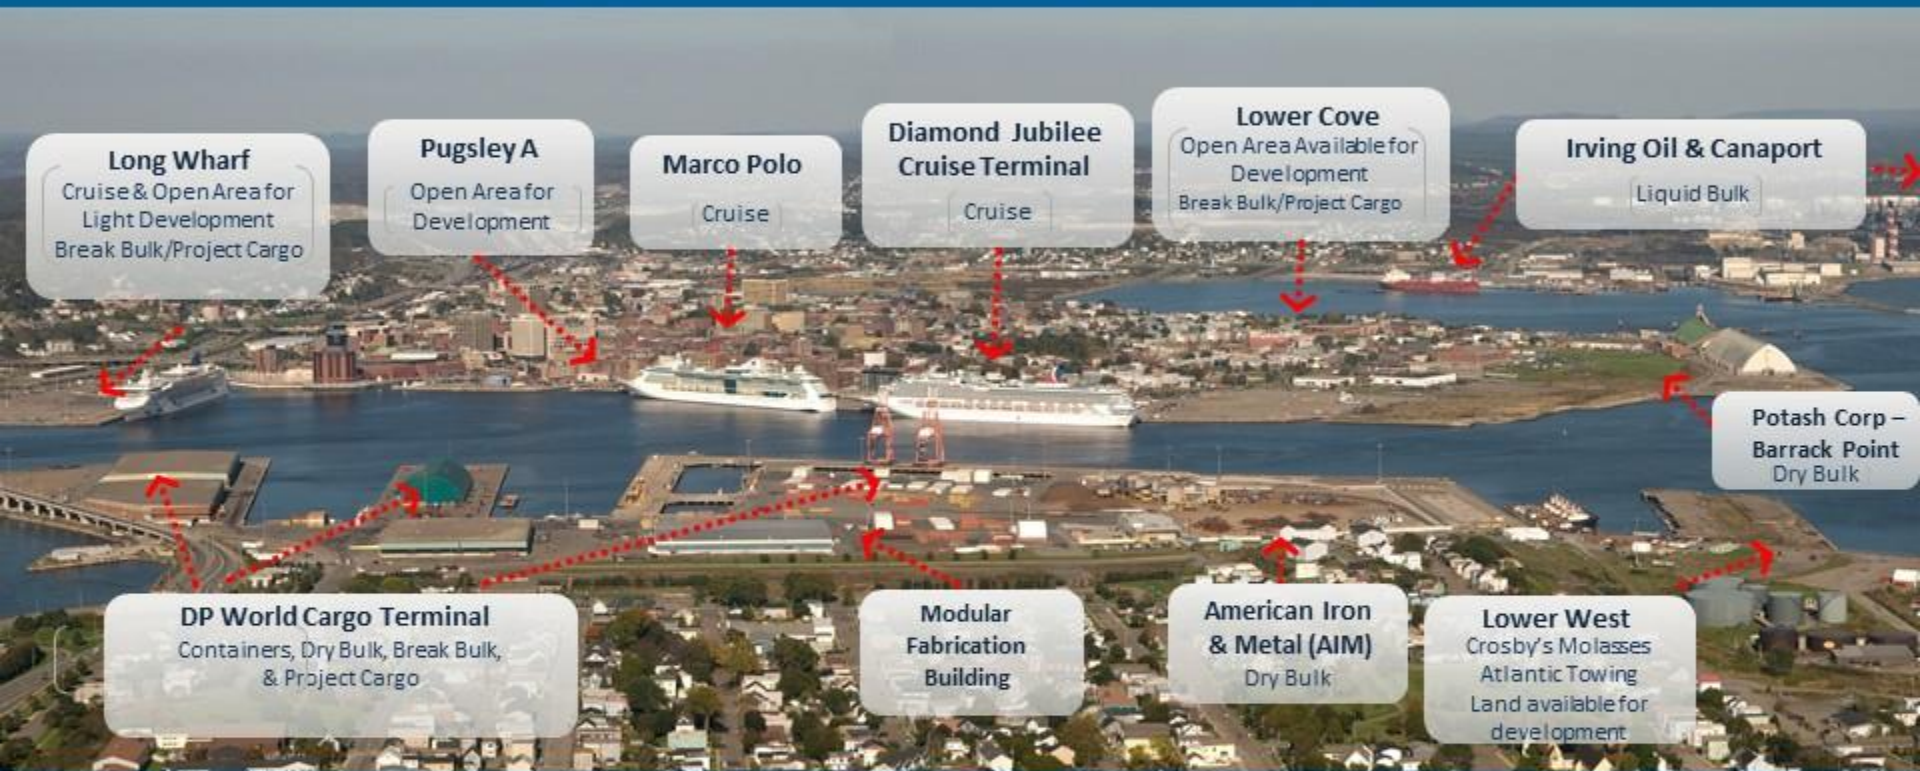 Long Wharf
Cruise & Open Area for
Light Development
Break Bulk/Project Cargo
Pugsley A
Open Area for
Development
Marco Polo
Cruise
Diamond Jubilee
Cruise Terminal
Cruise
Lower Cove
Open Area Available for
Development
Break Bulk/Project Cargo
Irving Oil & Canaport
Liquid Bulk
Potash Corp –
Barrack Point
Dry Bulk
DP World Cargo Terminal
Containers, Dry Bulk, Break Bulk,
& Project Cargo
Modular
Fabrication
Building
American Iron
& Metal (AIM)
Dry Bulk
Lower West
Crosby's Molasses
Atlantic Towing
Land available for
development